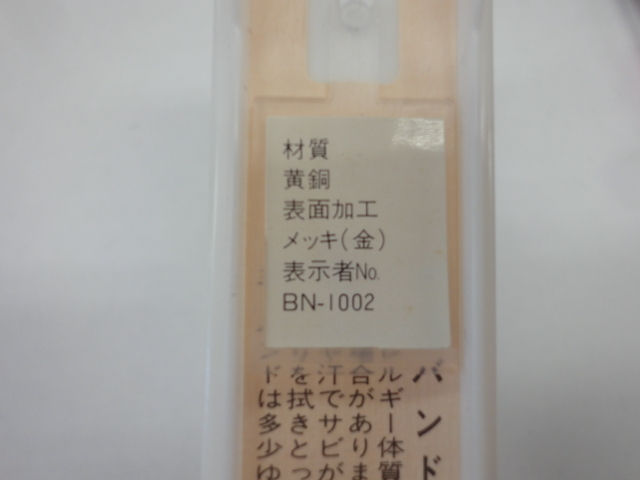 材質
黄銅
表面加工
メッキ(金)
表示者No.
BN-1002
バンド
ルギー体質
合がありま
汗でサビが
を拭きとっ
ドは多少ゆ